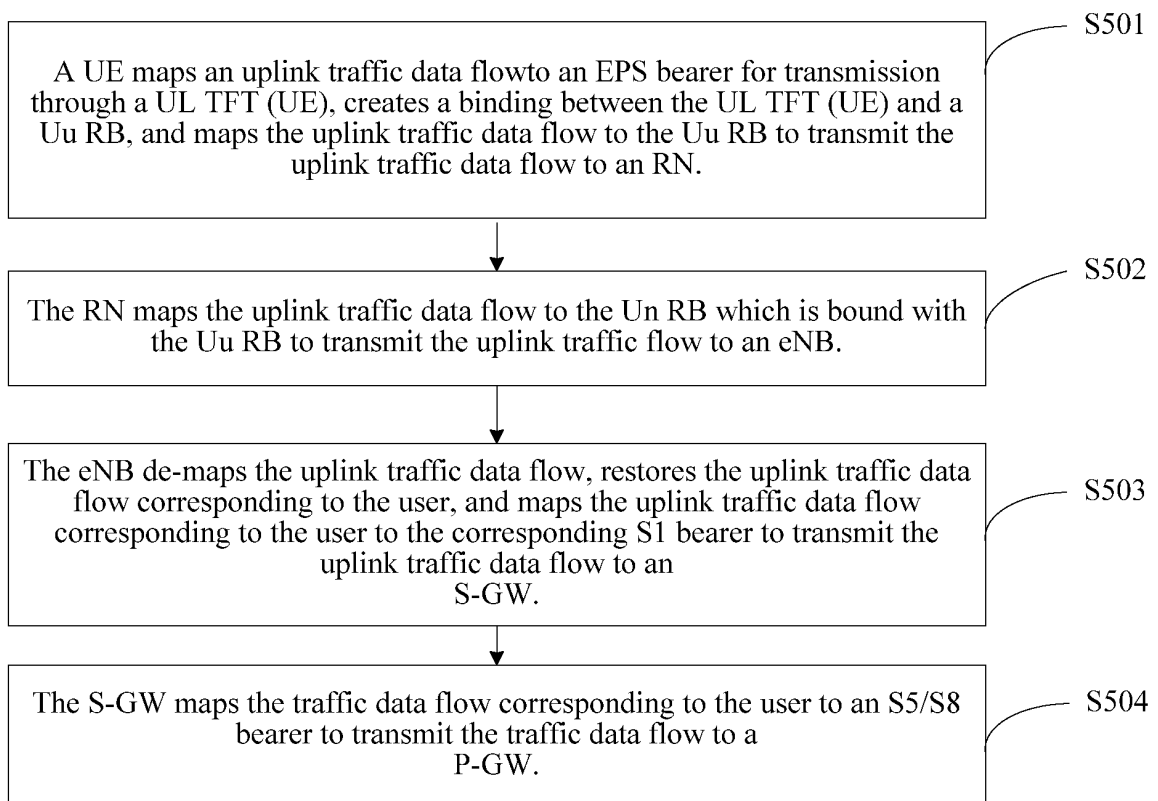 S501
A UE maps an uplink traffic data flowto an EPS bearer for transmission
through a UL TFT (UE), creates a binding between the UL TFT (UE) and a
Uu RB, and maps the uplink traffic data flow to the Uu RB to transmit the
uplink traffic data flow to an RN.
S502
The RN maps the uplink traffic data flow to the Un RB which is bound with
the Uu RB to transmit the uplink traffic flow to an eNB.
S503
The eNB de-maps the uplink traffic data flow, restores the uplink traffic data
flow corresponding to the user, and maps the uplink traffic data flow
corresponding to the user to the corresponding S1 bearer to transmit the
uplink traffic data flow to an
S-GW.
S504
The S-GW maps the traffic data flow corresponding to the user to an S5/S8
bearer to transmit the traffic data flow to a
P-GW.